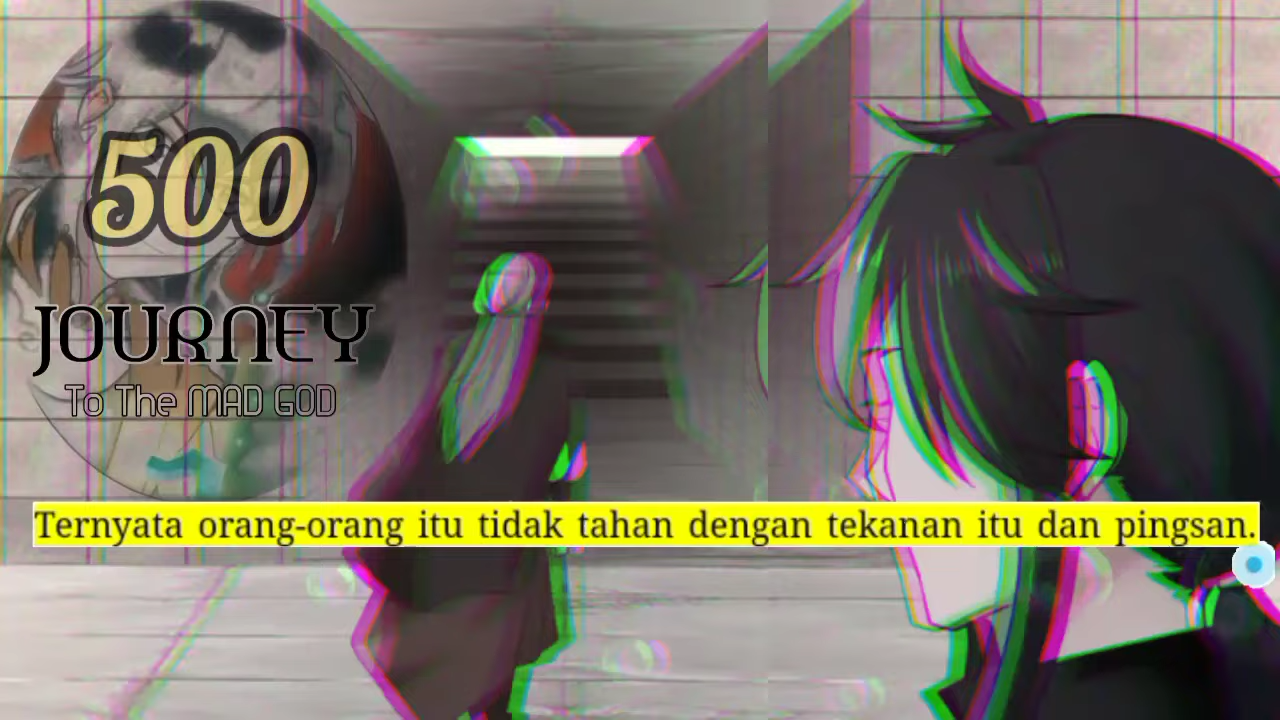 500
JOURNEY
To The MAD GOD
Ternyata orang-orang itu tidak tahan dengan tekanan itu dan pingsan.